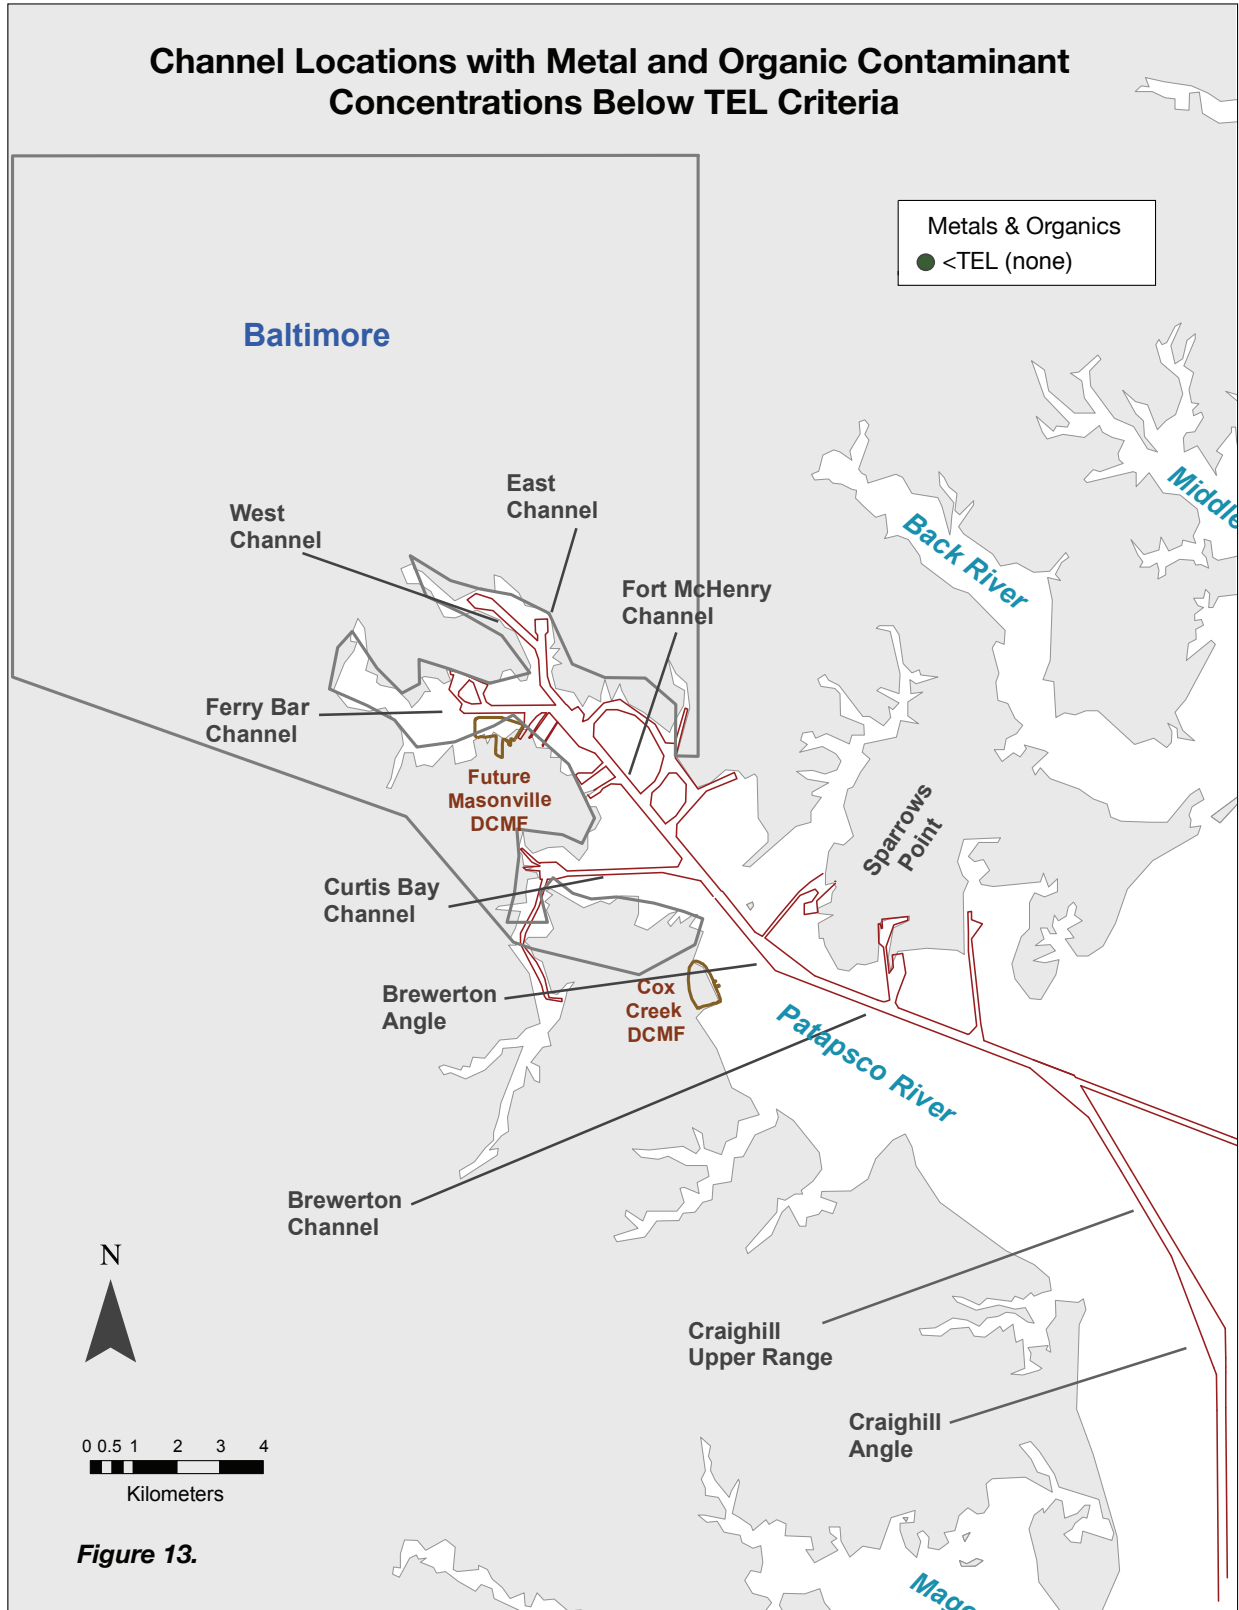 Channel Locations with Metal and Organic Contaminant
Concentrations Below TEL Criteria
Metals & Organics
<TEL (none)
Baltimore
Middle
Back River
East
Channel
West
Channel
Fort McHenry
Channel
Ferry Bar
Channel
Future
Masonville
DCMF
Sparrows
Point
Curtis Bay
Channel
Brewerton
Angle
Cox
Creek
DCMF
Patapsco River
Brewerton
Channel
N
Craighill
Upper Range
Craighill
Angle
0 0.5 1 2 3 4
Kilometers
Figure 13.